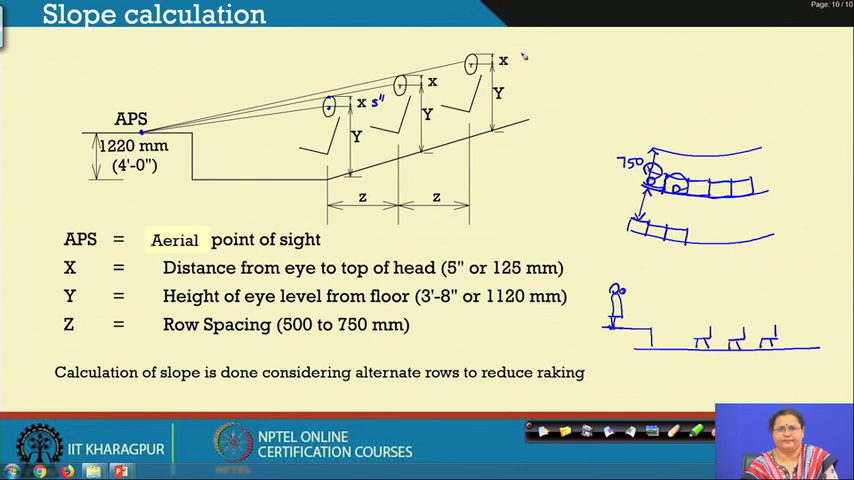 Page: 10 / 10
Slope calculation
X
X
X 5"
Y
Y
Y
APS
1220 mm
(4'-0")
Z
Z
750
APS = Aerial point of sight
X = Distance from eye to top of head (5" or 125 mm)
Y = Height of eye level from floor (3'-8" or 1120 mm)
Z = Row Spacing (500 to 750 mm)
Calculation of slope is done considering alternate rows to reduce raking
IIT KHARAGPUR
NPTEL ONLINE
CERTIFICATION COURSES
NPTEL